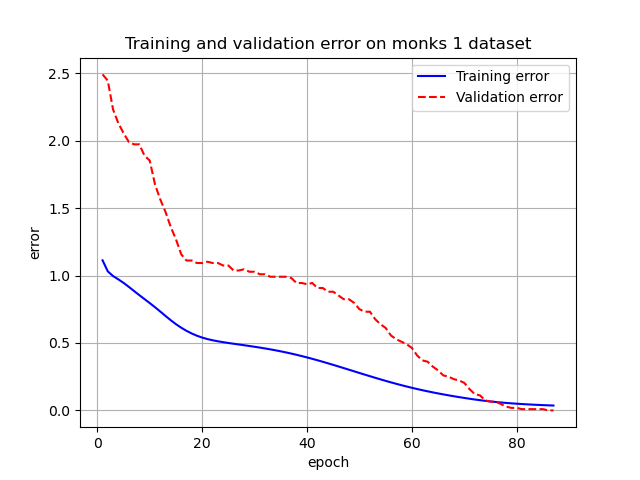 Training and validation error on monks 1 dataset
Training error
Validation error
2.5
2.0
1.5
1.0
0.5
0.0
error
0 20 40 60 80
epoch